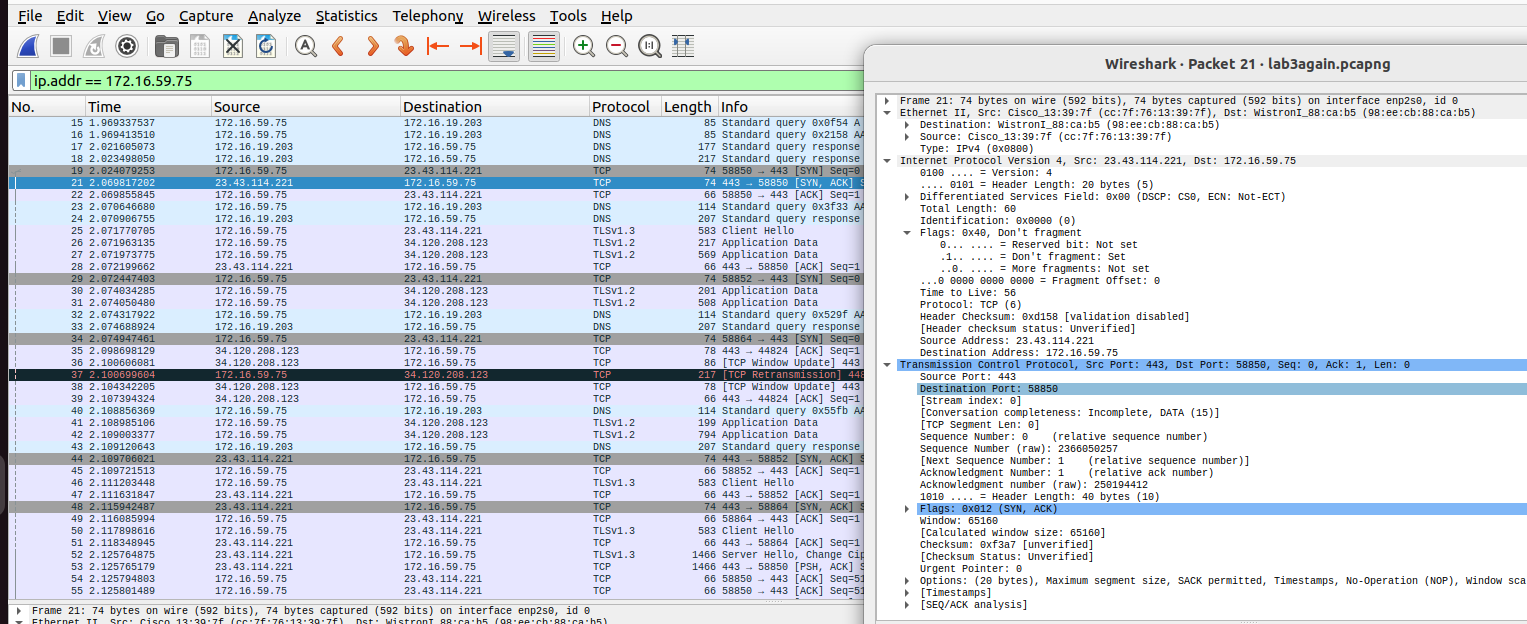 File Edit View Go Capture Analyze Statistics Telephony Wireless Tools Help
ip.addr == 172.16.59.75
No. Time Source Destination Protocol Length Info
15 1.969337537 172.16.59.75 172.16.19.203 DNS 85 Standard query 0x0f54 A
16 1.969413510 172.16.59.75 172.16.19.203 DNS 85 Standard query 0x2158 AA
17 2.021605073 172.16.19.203 172.16.59.75 DNS 177 Standard query response
18 2.023498050 172.16.19.203 172.16.59.75 DNS 217 Standard query response
19 2.024079253 172.16.59.75 23.43.114.221 TCP 74 58850 → 443 [SYN] Seq=0
21 2.069817202 23.43.114.221 172.16.59.75 TCP 74 443 → 58850 [SYN, ACK] S
22 2.069855845 172.16.59.75 23.43.114.221 TCP 66 58850 → 443 [ACK] Seq=1
23 2.070646680 172.16.59.75 172.16.19.203 DNS 114 Standard query 0x3f33 AA
24 2.070906755 172.16.19.203 172.16.59.75 DNS 207 Standard query response
25 2.071770705 172.16.59.75 23.43.114.221 TLSv1.3 583 Client Hello
26 2.071963135 172.16.59.75 34.120.208.123 TLSv1.2 217 Application Data
27 2.071973775 172.16.59.75 34.120.208.123 TLSv1.2 569 Application Data
28 2.072199662 23.43.114.221 172.16.59.75 TCP 66 443 → 58850 [ACK] Seq=1
29 2.072447403 172.16.59.75 23.43.114.221 TCP 74 58852 → 443 [SYN] Seq=0
30 2.074034285 172.16.59.75 34.120.208.123 TLSv1.2 201 Application Data
31 2.074050480 172.16.59.75 34.120.208.123 TLSv1.2 508 Application Data
32 2.074317922 172.16.59.75 172.16.19.203 DNS 114 Standard query 0x529f AA
33 2.074688924 172.16.19.203 172.16.59.75 DNS 207 Standard query response
34 2.074947461 172.16.59.75 23.43.114.221 TCP 74 58864 → 443 [SYN] Seq=0
35 2.098698129 34.120.208.123 172.16.59.75 TCP 78 443 → 44824 [ACK] Seq=1
36 2.100606081 34.120.208.123 172.16.59.75 TCP 86 [TCP Window Update] 443
37 2.100699604 172.16.59.75 34.120.208.123 TCP 217 [TCP Retransmission] 448
38 2.104342205 34.120.208.123 172.16.59.75 TCP 78 [TCP Window Update] 443
39 2.107394324 34.120.208.123 172.16.59.75 TCP 66 443 → 44824 [ACK] Seq=1
40 2.108856369 172.16.59.75 172.16.19.203 DNS 114 Standard query 0x55fb AA
41 2.108985106 172.16.59.75 34.120.208.123 TLSv1.2 199 Application Data
42 2.109003377 172.16.59.75 34.120.208.123 TLSv1.2 794 Application Data
43 2.109120643 172.16.19.203 172.16.59.75 DNS 207 Standard query response
44 2.109706021 23.43.114.221 172.16.59.75 TCP 74 443 → 58852 [SYN, ACK] S
45 2.109721513 172.16.59.75 23.43.114.221 TCP 66 58852 → 443 [ACK] Seq=1
46 2.111203448 172.16.59.75 23.43.114.221 TLSv1.3 583 Client Hello
47 2.111631847 23.43.114.221 172.16.59.75 TCP 66 443 → 58852 [ACK] Seq=1
48 2.115942487 23.43.114.221 172.16.59.75 TCP 74 443 → 58864 [SYN, ACK] S
49 2.116085994 172.16.59.75 23.43.114.221 TCP 66 58864 → 443 [ACK] Seq=1
50 2.117898616 172.16.59.75 23.43.114.221 TLSv1.3 583 Client Hello
51 2.118348945 23.43.114.221 172.16.59.75 TCP 66 443 → 58864 [ACK] Seq=1
52 2.125764875 23.43.114.221 172.16.59.75 TLSv1.3 1466 Server Hello, Change Cip
53 2.125765179 23.43.114.221 172.16.59.75 TCP 1466 443 → 58850 [PSH, ACK] S
54 2.125794803 172.16.59.75 23.43.114.221 TCP 66 58850 → 443 [ACK] Seq=51
55 2.125801489 172.16.59.75 23.43.114.221 TCP 66 58850 → 443 [ACK] Seq=51
Frame 21: 74 bytes on wire (592 bits), 74 bytes captured (592 bits) on interface enp2s0, id 0
Ethernet II, Src: Cisco_13:39:7f (cc:7f:76:13:39:7f), Dst: WistronI_88:ca:b5 (98:ee:cb:88:ca:b5)
Wireshark · Packet 21 · lab3again.pcapng
Frame 21: 74 bytes on wire (592 bits), 74 bytes captured (592 bits) on interface enp2s0, id 0
Ethernet II, Src: Cisco_13:39:7f (cc:7f:76:13:39:7f), Dst: WistronI_88:ca:b5 (98:ee:cb:88:ca:b5)
Destination: WistronI_88:ca:b5 (98:ee:cb:88:ca:b5)
Source: Cisco_13:39:7f (cc:7f:76:13:39:7f)
Type: IPv4 (0x0800)
Internet Protocol Version 4, Src: 23.43.114.221, Dst: 172.16.59.75
0100 .... = Version: 4
.... 0101 = Header Length: 20 bytes (5)
Differentiated Services Field: 0x00 (DSCP: CS0, ECN: Not-ECT)
Total Length: 60
Identification: 0x0000 (0)
Flags: 0x40, Don't fragment
0... .... = Reserved bit: Not set
.1.. .... = Don't fragment: Set
..0. .... = More fragments: Not set
...0 0000 0000 0000 = Fragment Offset: 0
Time to Live: 56
Protocol: TCP (6)
Header Checksum: 0xd158 [validation disabled]
[Header checksum status: Unverified]
Source Address: 23.43.114.221
Destination Address: 172.16.59.75
Transmission Control Protocol, Src Port: 443, Dst Port: 58850, Seq: 0, Ack: 1, Len: 0
Source Port: 443
Destination Port: 58850
[Stream index: 0]
[Conversation completeness: Incomplete, DATA (15)]
[TCP Segment Len: 0]
Sequence Number: 0 (relative sequence number)
Sequence Number (raw): 2366050257
[Next Sequence Number: 1 (relative sequence number)]
Acknowledgment Number: 1 (relative ack number)
Acknowledgment number (raw): 250194412
1010 .... = Header Length: 40 bytes (10)
Flags: 0x012 (SYN, ACK)
Window: 65160
[Calculated window size: 65160]
Checksum: 0xf3a7 [unverified]
[Checksum Status: Unverified]
Urgent Pointer: 0
Options: (20 bytes), Maximum segment size, SACK permitted, Timestamps, No-Operation (NOP), Window sca
[Timestamps]
[SEQ/ACK analysis]